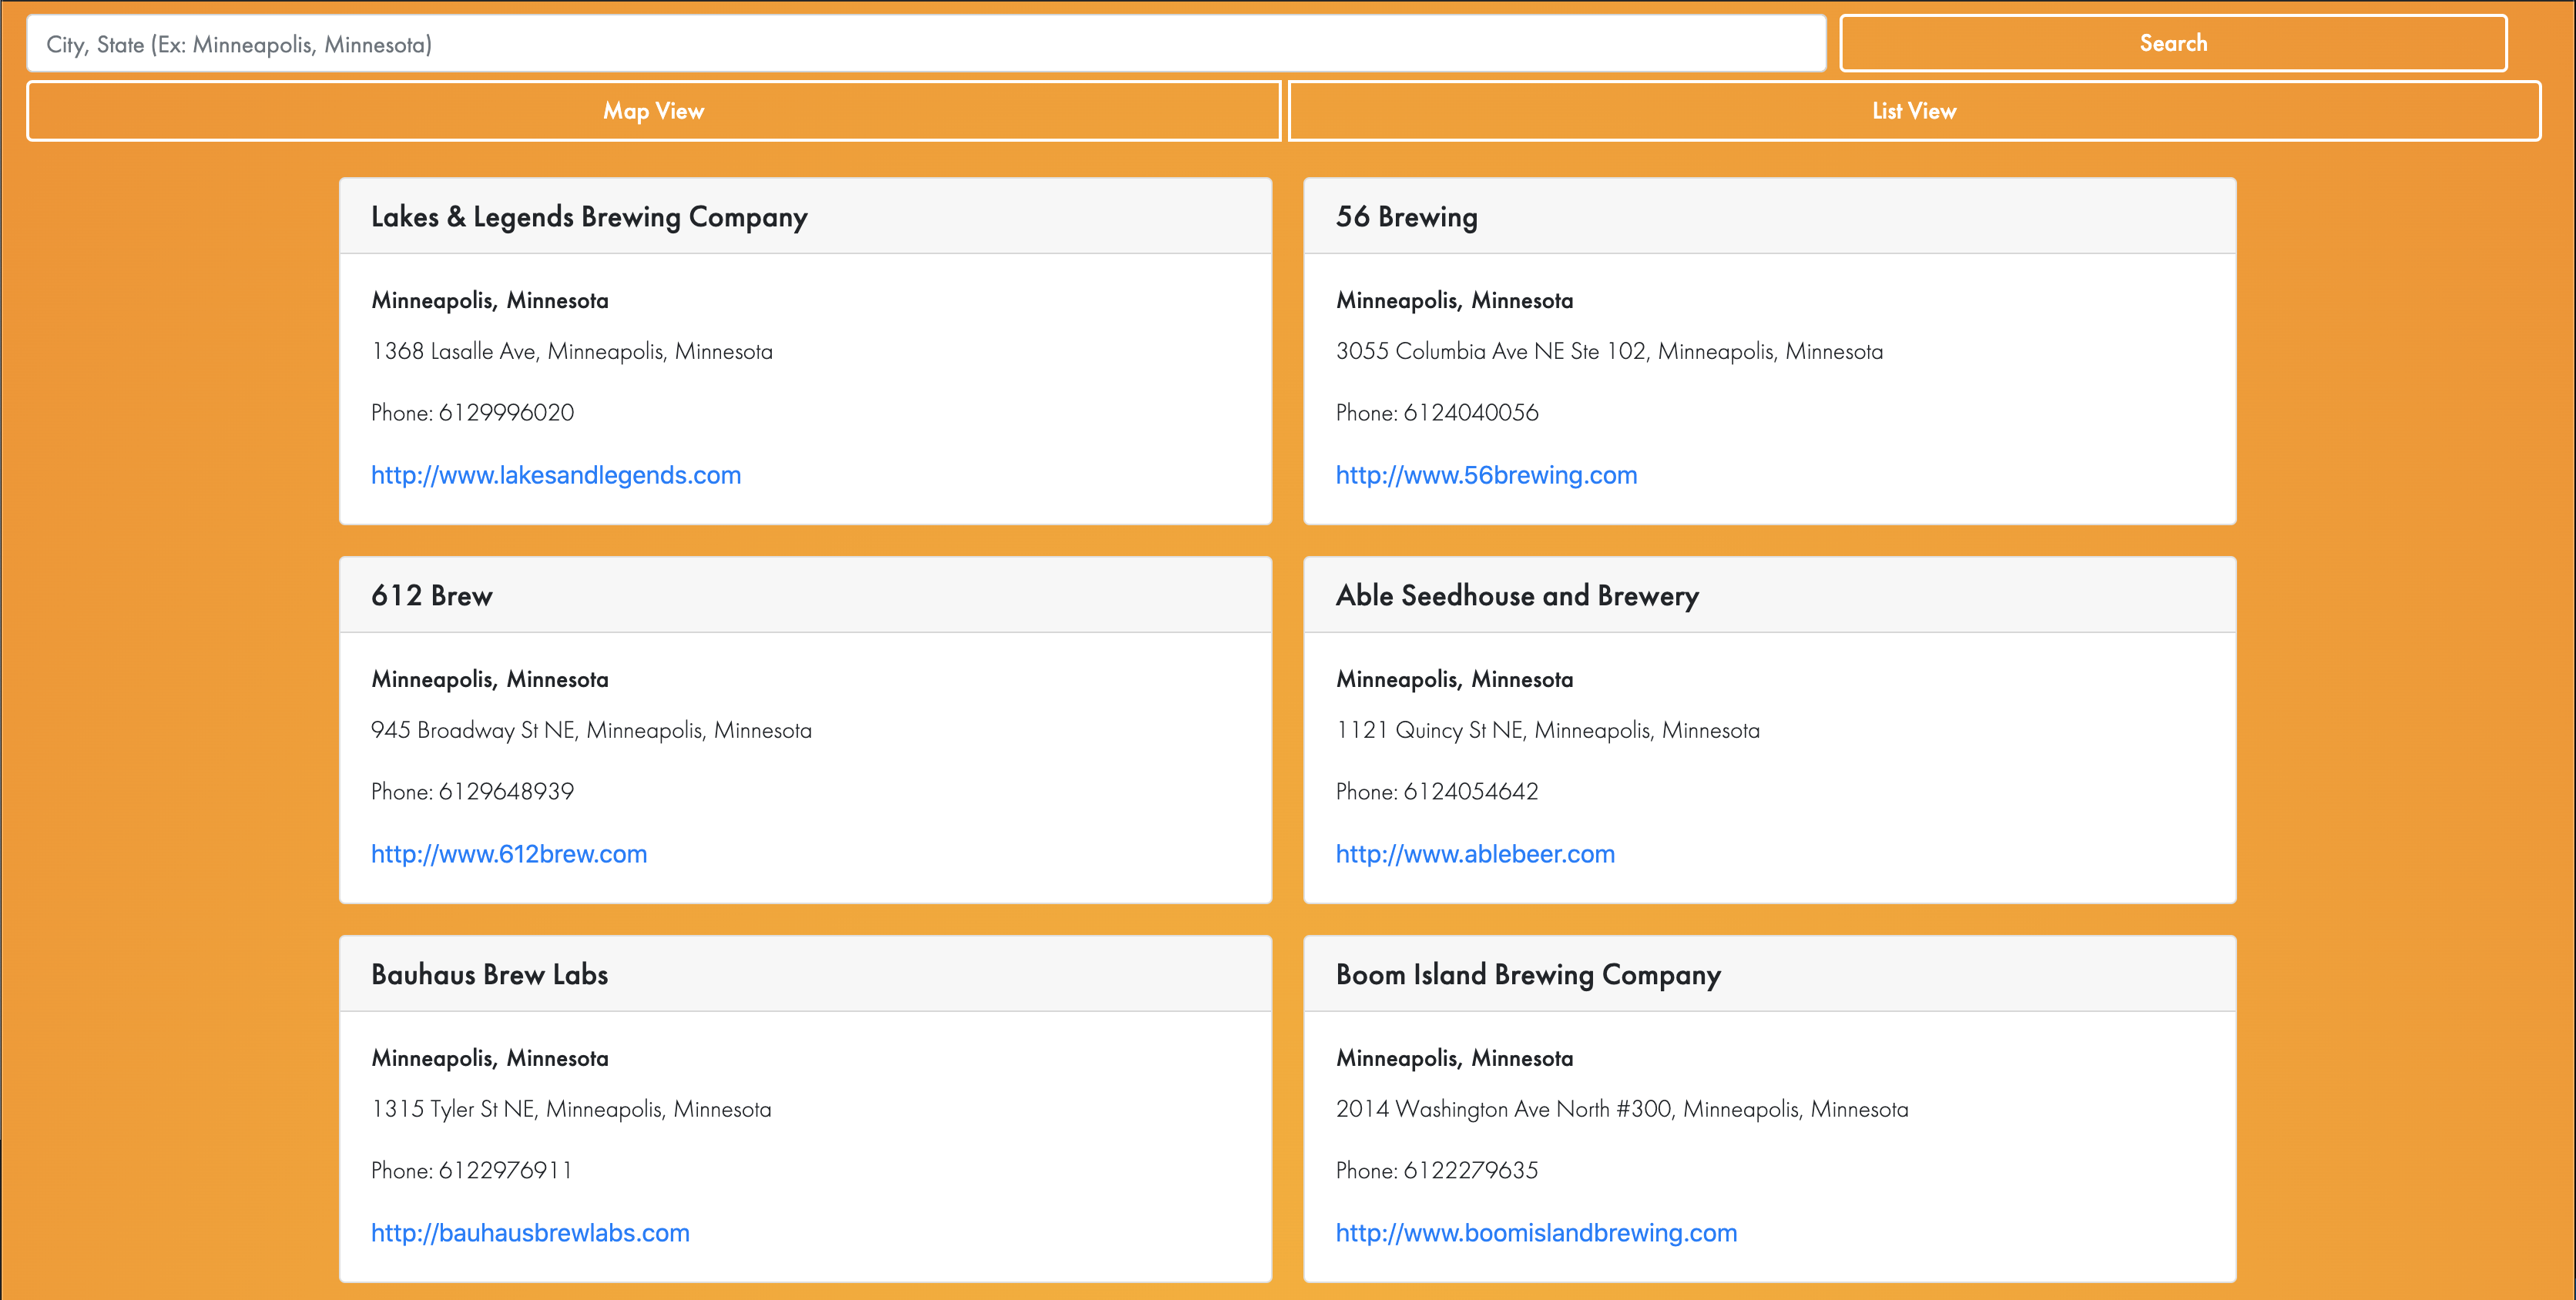 City, State (Ex: Minneapolis, Minnesota)
Search
Map View
List View
Lakes & Legends Brewing Company
Minneapolis, Minnesota
1368 Lasalle Ave, Minneapolis, Minnesota
Phone: 6129996020
http://www.lakesandlegends.com
56 Brewing
Minneapolis, Minnesota
3055 Columbia Ave NE Ste 102, Minneapolis, Minnesota
Phone: 6124040056
http://www.56brewing.com
612 Brew
Minneapolis, Minnesota
945 Broadway St NE, Minneapolis, Minnesota
Phone: 6129648939
http://www.612brew.com
Able Seedhouse and Brewery
Minneapolis, Minnesota
1121 Quincy St NE, Minneapolis, Minnesota
Phone: 6124054642
http://www.ablebeer.com
Bauhaus Brew Labs
Minneapolis, Minnesota
1315 Tyler St NE, Minneapolis, Minnesota
Phone: 6122976911
http://bauhausbrewlabs.com
Boom Island Brewing Company
Minneapolis, Minnesota
2014 Washington Ave North #300, Minneapolis, Minnesota
Phone: 6122279635
http://www.boomislandbrewing.com